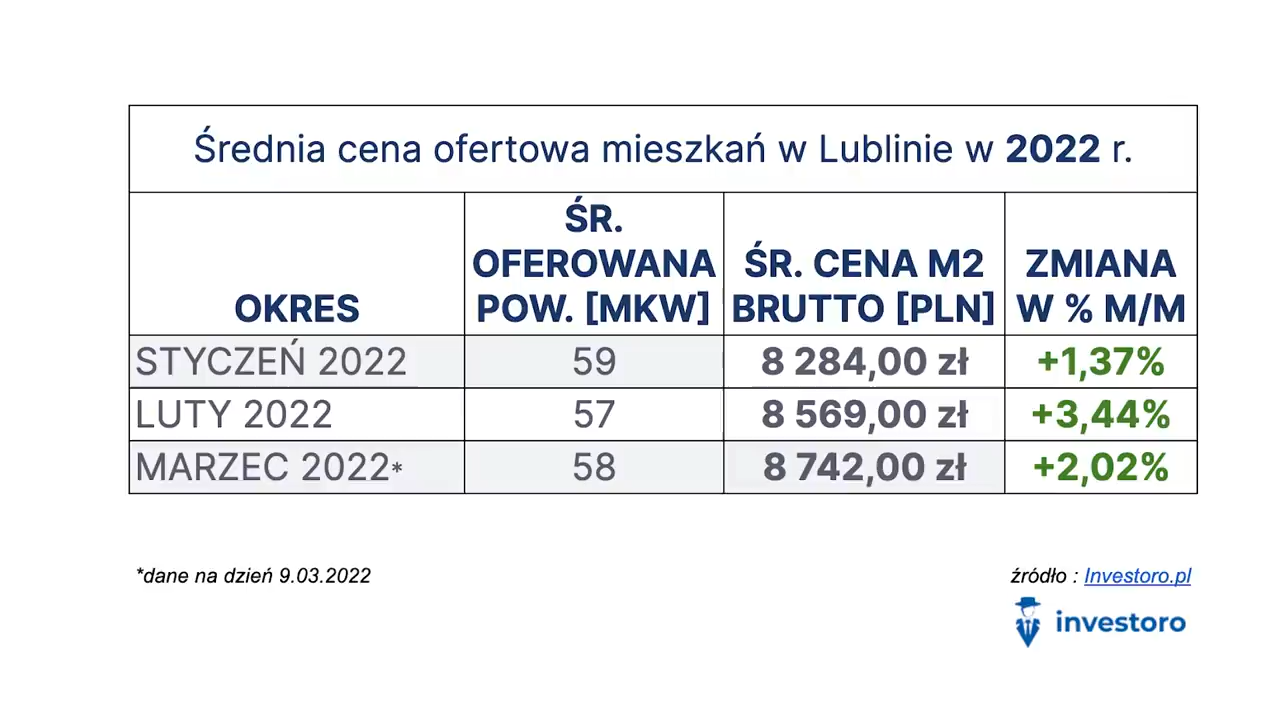 Średnia cena ofertowa mieszkań w Lublinie w 2022 r.
OKRES
ŚR.
OFEROWANA
POW. [MKW]
ŚR. CENA M2
BRUTTO [PLN]
ZMIANA
W % M/M
STYCZEŃ 2022 59 8 284,00 zł +1,37%
LUTY 2022 57 8 569,00 zł +3,44%
MARZEC 2022* 58 8 742,00 zł +2,02%
*dane na dzień 9.03.2022
źródło : Investoro.pl
investoro